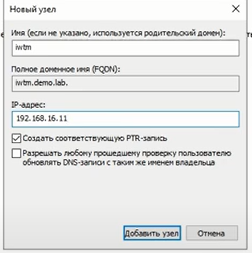 Новый узел
Имя (если не указано, используется родительский домен):
iwtm
Полное доменное имя (FQDN):
iwtm.demo.lab.
IP-адрес:
192.168.16.11
Создать соответствующую PTR-запись
Разрешать любому прошедшему проверку пользователю
обновлять DNS-записи с таким же именем владельца
Добавить узел
Отмена